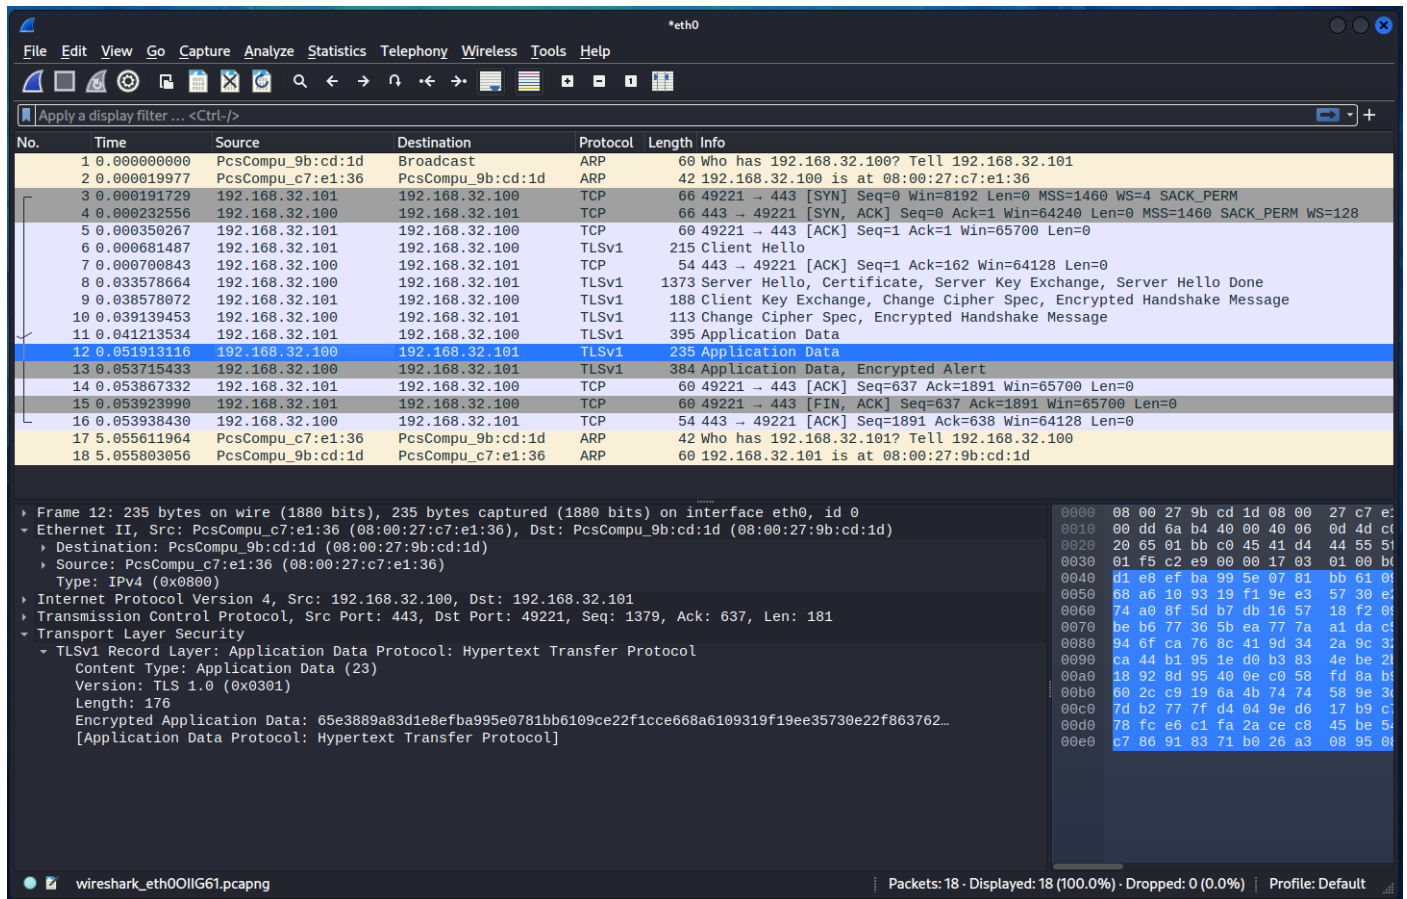 *eth0
File Edit View Go Capture Analyze Statistics Telephony Wireless Tools Help
Apply a display filter ... <Ctrl-/>
No. Time Source Destination Protocol Length Info
1 0.000000000 PcsCompu_9b:cd:1d Broadcast ARP 60 Who has 192.168.32.100? Tell 192.168.32.101
2 0.000019977 PcsCompu_c7:e1:36 PcsCompu_9b:cd:1d ARP 42 192.168.32.100 is at 08:00:27:c7:e1:36
3 0.000191729 192.168.32.101 192.168.32.100 TCP 66 49221 → 443 [SYN] Seq=0 Win=8192 Len=0 MSS=1460 WS=4 SACK_PERM
4 0.000232556 192.168.32.100 192.168.32.101 TCP 66 443 → 49221 [SYN, ACK] Seq=0 Ack=1 Win=64240 Len=0 MSS=1460 SACK_PERM WS=128
5 0.000350267 192.168.32.101 192.168.32.100 TCP 60 49221 → 443 [ACK] Seq=1 Ack=1 Win=65700 Len=0
6 0.000681487 192.168.32.101 192.168.32.100 TLSv1 215 Client Hello
7 0.000700843 192.168.32.100 192.168.32.101 TCP 54 443 → 49221 [ACK] Seq=1 Ack=162 Win=64128 Len=0
8 0.033578664 192.168.32.100 192.168.32.101 TLSv1 1373 Server Hello, Certificate, Server Key Exchange, Server Hello Done
9 0.038578072 192.168.32.101 192.168.32.100 TLSv1 188 Client Key Exchange, Change Cipher Spec, Encrypted Handshake Message
10 0.039139453 192.168.32.100 192.168.32.101 TLSv1 113 Change Cipher Spec, Encrypted Handshake Message
11 0.041213534 192.168.32.101 192.168.32.100 TLSv1 395 Application Data
12 0.051913116 192.168.32.100 192.168.32.101 TLSv1 235 Application Data
13 0.053715433 192.168.32.100 192.168.32.101 TLSv1 384 Application Data, Encrypted Alert
14 0.053867332 192.168.32.101 192.168.32.100 TCP 60 49221 → 443 [ACK] Seq=637 Ack=1891 Win=65700 Len=0
15 0.053923990 192.168.32.101 192.168.32.100 TCP 60 49221 → 443 [FIN, ACK] Seq=637 Ack=1891 Win=65700 Len=0
16 0.053938430 192.168.32.100 192.168.32.101 TCP 54 443 → 49221 [ACK] Seq=1891 Ack=638 Win=64128 Len=0
17 5.055611964 PcsCompu_c7:e1:36 PcsCompu_9b:cd:1d ARP 42 Who has 192.168.32.101? Tell 192.168.32.100
18 5.055803056 PcsCompu_9b:cd:1d PcsCompu_c7:e1:36 ARP 60 192.168.32.101 is at 08:00:27:9b:cd:1d
Frame 12: 235 bytes on wire (1880 bits), 235 bytes captured (1880 bits) on interface eth0, id 0
Ethernet II, Src: PcsCompu_c7:e1:36 (08:00:27:c7:e1:36), Dst: PcsCompu_9b:cd:1d (08:00:27:9b:cd:1d)
Destination: PcsCompu_9b:cd:1d (08:00:27:9b:cd:1d)
Source: PcsCompu_c7:e1:36 (08:00:27:c7:e1:36)
Type: IPv4 (0x0800)
Internet Protocol Version 4, Src: 192.168.32.100, Dst: 192.168.32.101
Transmission Control Protocol, Src Port: 443, Dst Port: 49221, Seq: 1379, Ack: 637, Len: 181
Transport Layer Security
TLSv1 Record Layer: Application Data Protocol: Hypertext Transfer Protocol
Content Type: Application Data (23)
Version: TLS 1.0 (0x0301)
Length: 176
Encrypted Application Data: 65e3889a83d1e8efba995e0781bb6109ce22f1cce668a6109319f19ee35730e22f863762…
[Application Data Protocol: Hypertext Transfer Protocol]
0000 08 00 27 9b cd 1d 08 00 27 c7
0010 00 dd 6a b4 40 00 40 06 0d 4d
0020 20 65 01 bb c0 45 41 d4 44 55
0030 01 f5 c2 e9 00 00 17 03 01 00
0040 d1 e8 ef ba 99 5e 07 81 bb 61
0050 68 a6 10 93 19 f1 9e e3 57 30
0060 74 a0 8f 5d b7 db 16 57 18 f2
0070 be b6 77 36 5b ea 77 7a a1 da
0080 94 6f ca 76 8c 41 9d 34 2a 9c
0090 ca 44 b1 95 1e d0 b3 83 4e be
00a0 18 92 8d 95 40 0e c0 58 fd 8a
00b0 60 2c c9 19 6a 4b 74 74 58 9e
00c0 7d b2 77 7f d4 04 9e d6 17 b9
00d0 78 fc e6 c1 fa 2a ce c8 45 be
00e0 c7 86 91 83 71 b0 26 a3 08 95
wireshark_eth0OIIG61.pcapng
Packets: 18 · Displayed: 18 (100.0%) · Dropped: 0 (0.0%)
Profile: Default